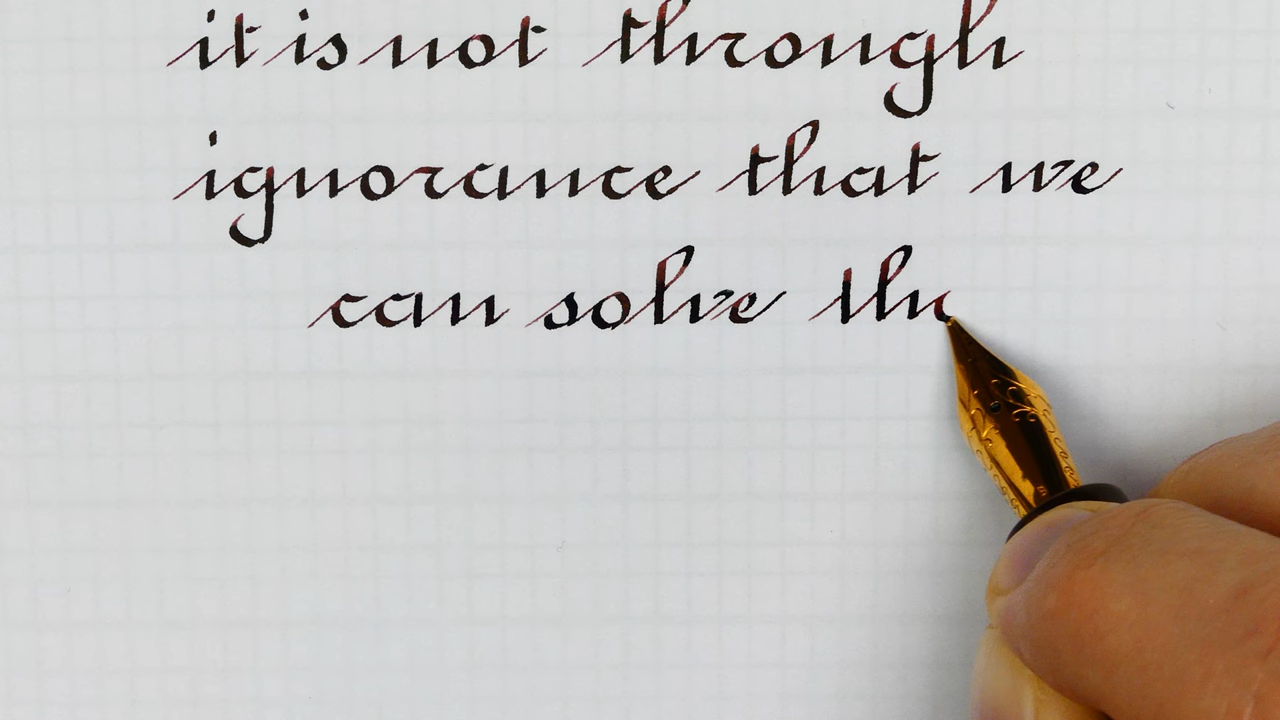 it is not through
ignorance that we
can solve th